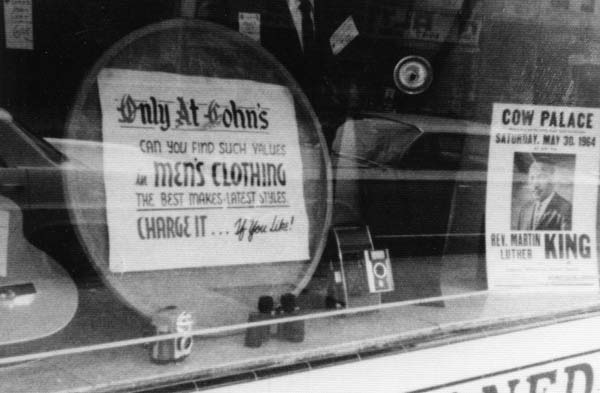 Only At Cohn's
CAN YOU FIND SUCH VALUES
in MEN'S CLOTHING
THE BEST MAKES-LATEST STYLES.
CHARGE IT... If You Like!
COW PALACE
SATURDAY, MAY 30, 1964
REV. MARTIN
LUTHER KING
NED